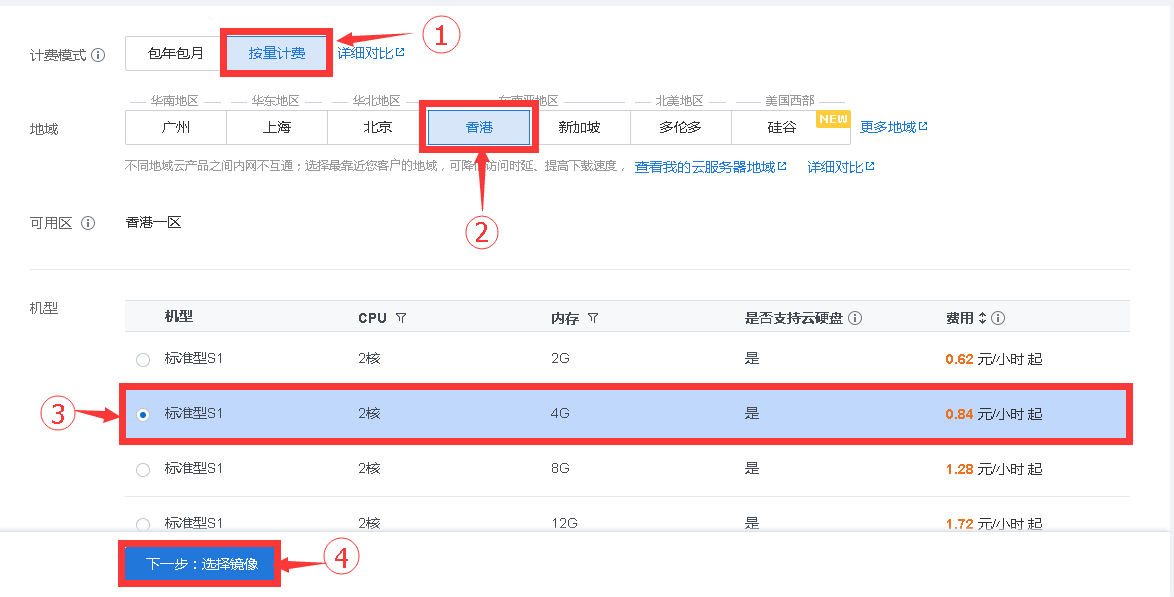 ①
计费模式 包年包月 按量计费 详细对比
华南地区 华东地区 华北地区 东南亚地区 北美地区 美国西部
地域 广州 上海 北京 香港 新加坡 多伦多 硅谷 NEW 更多地域
不同地域云产品之间内网不互通；选择最靠近您客户的地域，可降低访问时延、提高下载速度， 查看我的云服务器地域 详细对比
可用区 香港一区
②
机型 机型 CPU 内存 是否支持云硬盘 费用
标准型S1 2核 2G 是 0.62 元/小时 起
③ 标准型S1 2核 4G 是 0.84 元/小时 起
标准型S1 2核 8G 是 1.28 元/小时 起
标准型S1 2核 12G 是 1.72 元/小时 起
下一步：选择镜像 ④